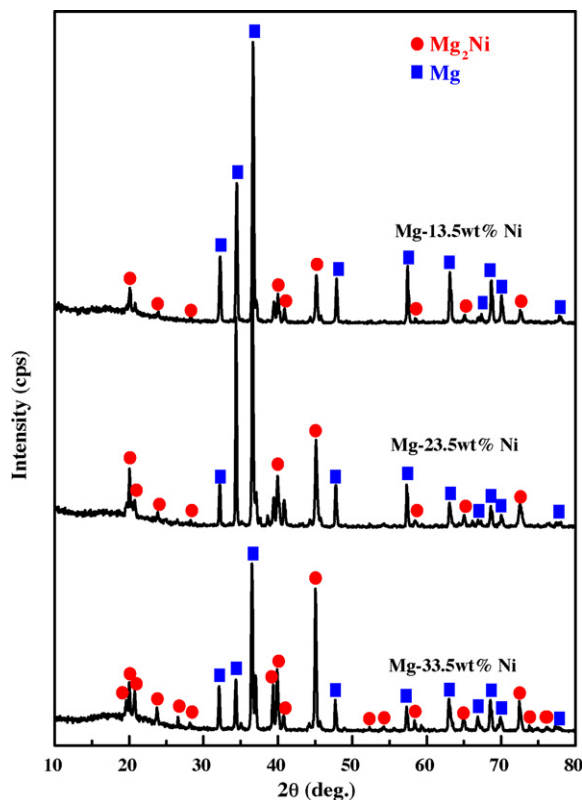 Mg₂Ni
Mg
Mg-13.5wt% Ni
Mg-23.5wt% Ni
Mg-33.5wt% Ni
Intensity (cps)
10 20 30 40 50 60 70 80
2θ (deg.)